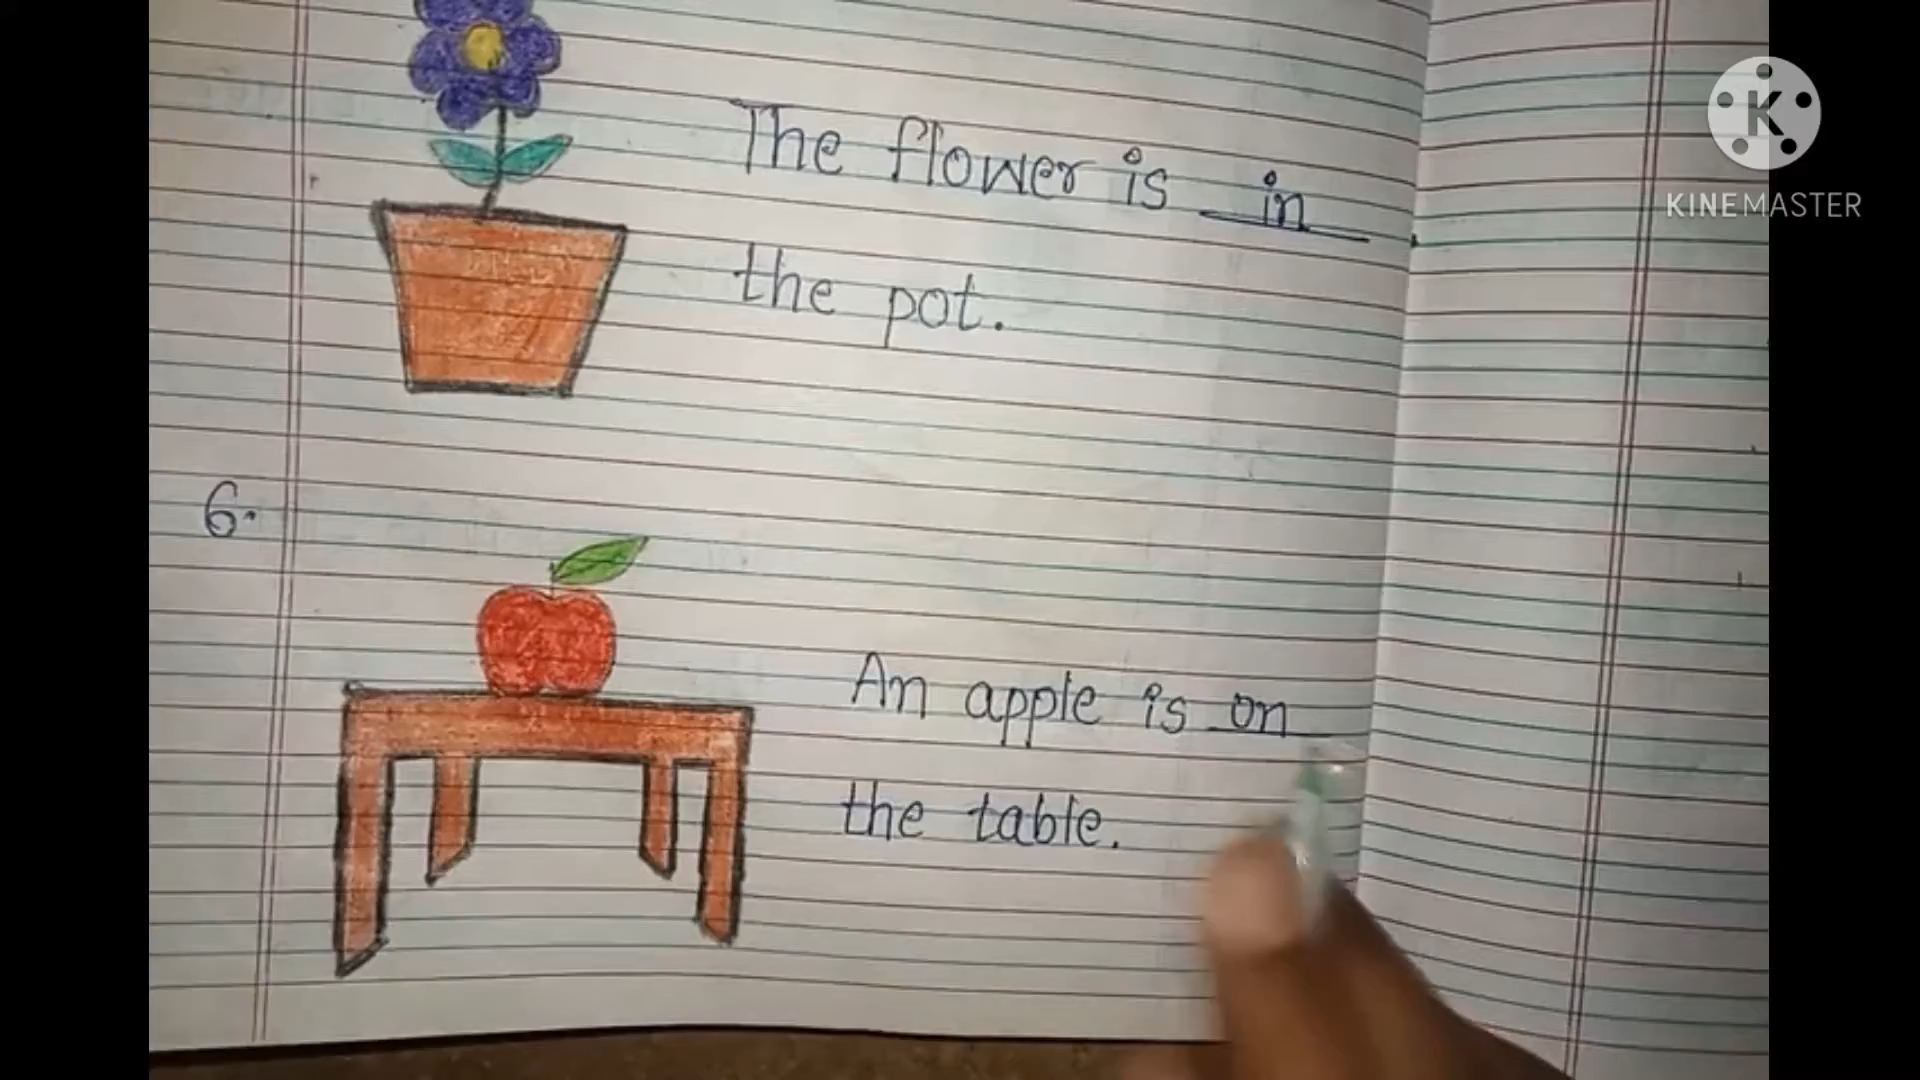 The flower is in
the pot.
6.
An apple is on
the table.
K
KINEMASTER